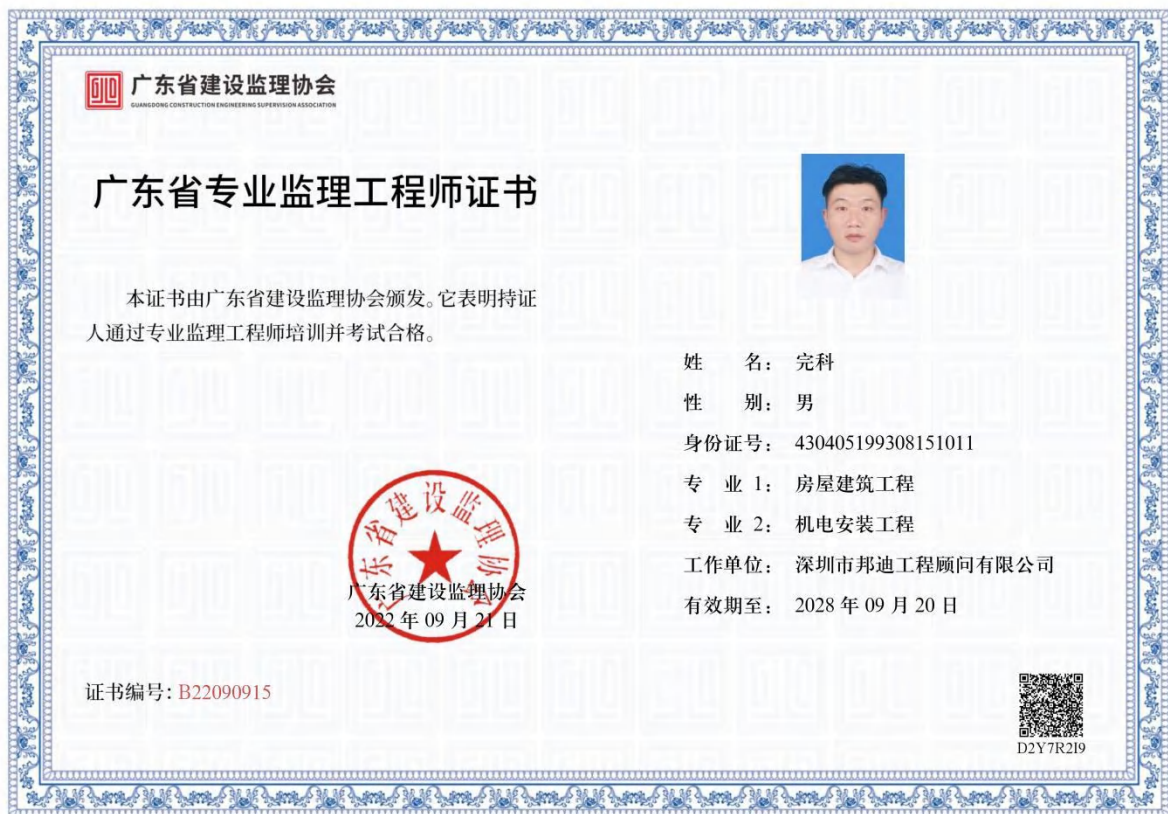 广东省建设监理协会
GUANGDONG CONSTRUCTION ENGINEERING SUPERVISION ASSOCIATION
广东省专业监理工程师证书
本证书由广东省建设监理协会颁发。它表明持证
人通过专业监理工程师培训并考试合格。
姓 名： 完科
性 别： 男
身份证号： 430405199308151011
专 业 1： 房屋建筑工程
专 业 2： 机电安装工程
工作单位： 深圳市邦迪工程顾问有限公司
有效期至： 2028 年 09 月 20 日
广东省建设监理协会
广东省建设监理协会
2022 年 09 月 21 日
证书编号：B22090915
D2Y7R2I9